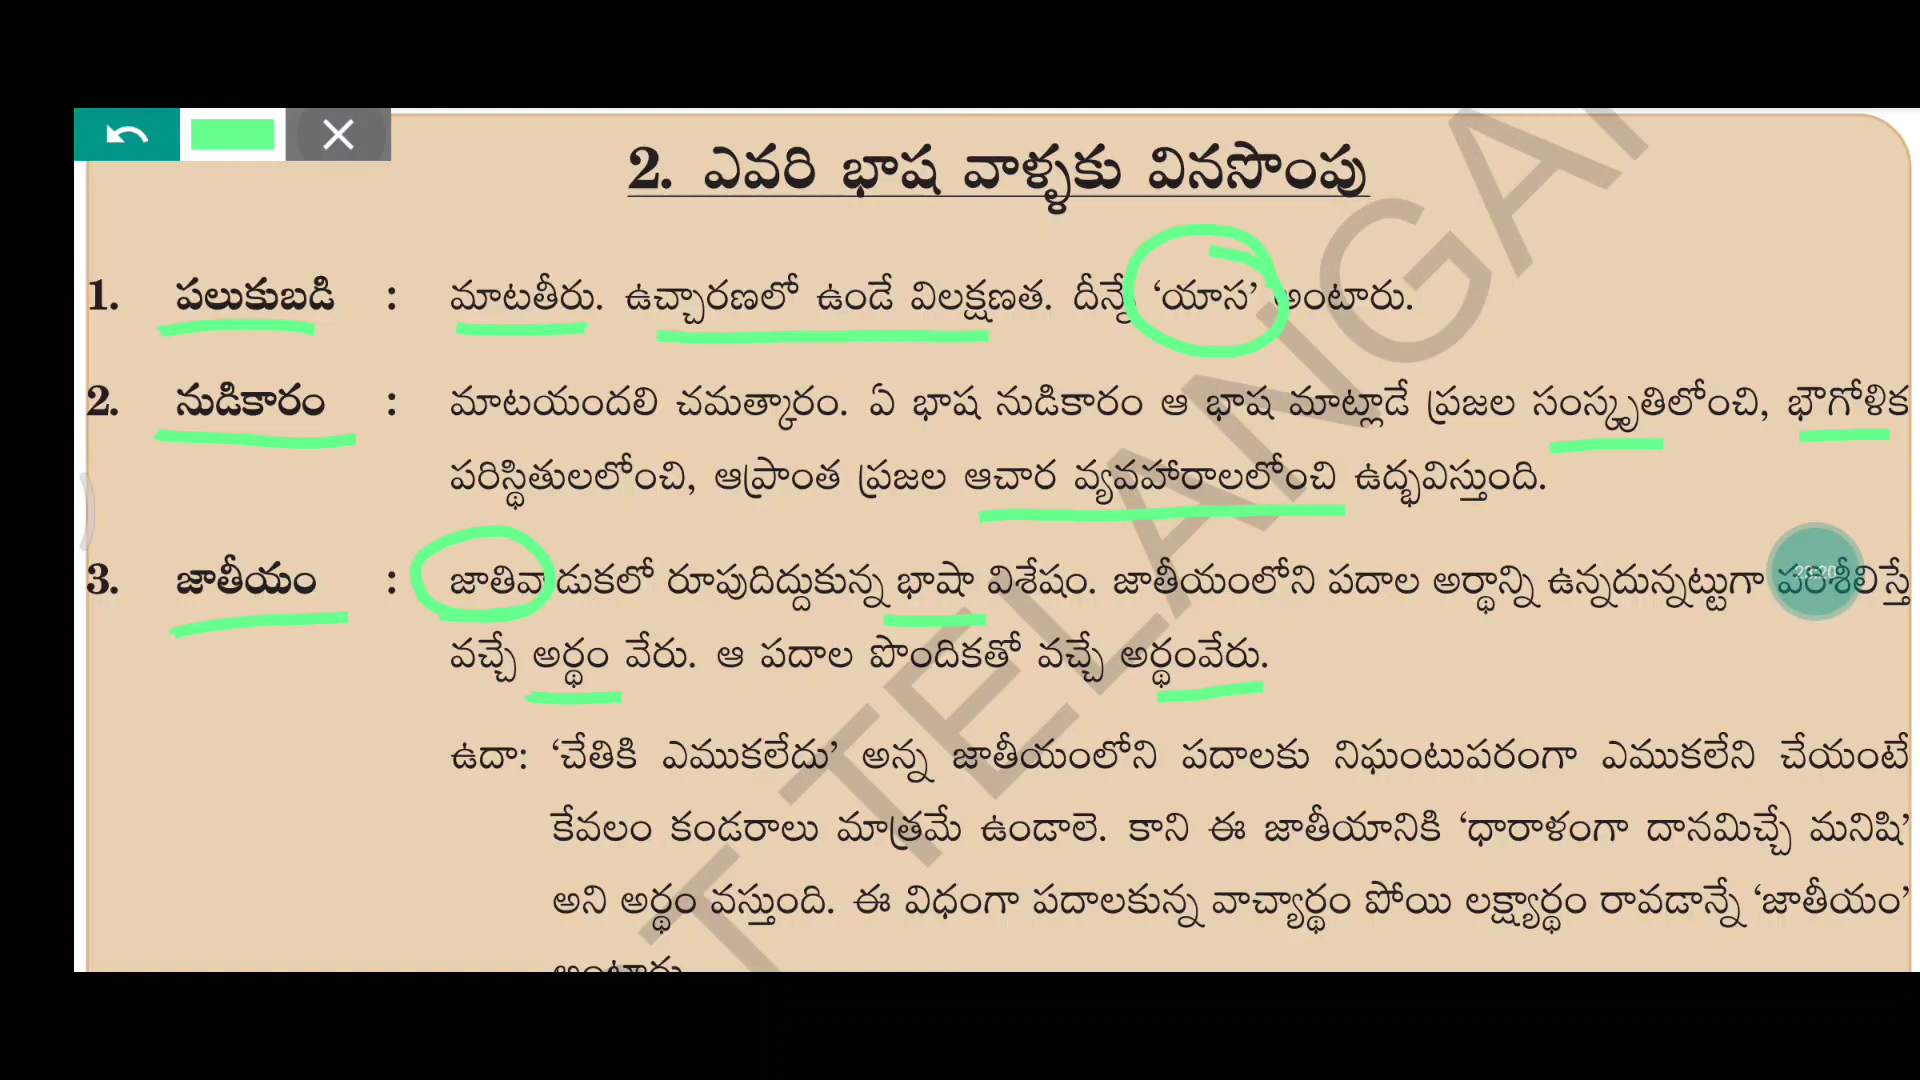 2. ఎవరి భాష వాళ్ళకు వినసొంపు
1. పలుకుబడి : మాటతీరు. ఉచ్చారణలో ఉండే విలక్షణత. దీన్నే ‘యాస’ అంటారు.
2. నుడికారం : మాటయందలి చమత్కారం. ఏ భాష నుడికారం ఆ భాష మాట్లాడే ప్రజల సంస్కృతిలోంచి, భౌగోళిక
పరిస్థితులలోంచి, ఆప్రాంత ప్రజల ఆచార వ్యవహారాలలోంచి ఉద్భవిస్తుంది.
3. జాతీయం : జాతివాడుకలో రూపుదిద్దుకున్న భాషా విశేషం. జాతీయంలోని పదాల అర్థాన్ని ఉన్నదున్నట్టుగా పరిశీలిస్తే
వచ్చే అర్థం వేరు. ఆ పదాల పొందికతో వచ్చే అర్థంవేరు.
ఉదా: ‘చేతికి ఎముకలేదు’ అన్న జాతీయంలోని పదాలకు నిఘంటుపరంగా ఎముకలేని చేయంటే
కేవలం కండరాలు మాత్రమే ఉండాలె. కాని ఈ జాతీయానికి ‘ధారాళంగా దానమిచ్చే మనిషి’
అని అర్థం వస్తుంది. ఈ విధంగా పదాలకున్న వాచ్యార్థం పోయి లక్ష్యార్థం రావడాన్నే ‘జాతీయం’